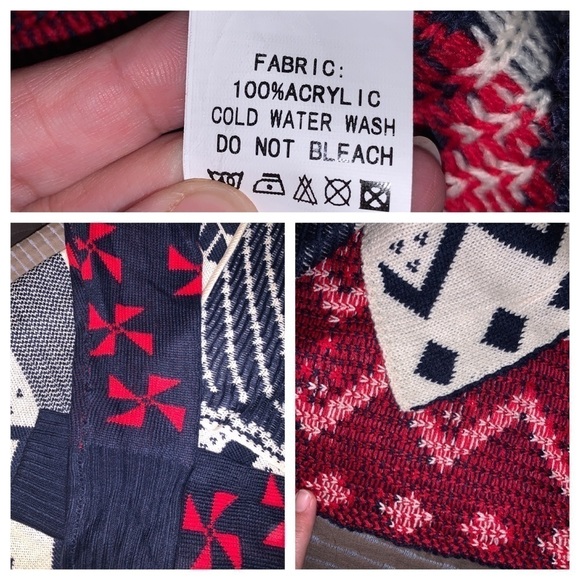 FABRIC:
100%ACRYLIC
COLD WATER WASH
DO NOT BLEACH